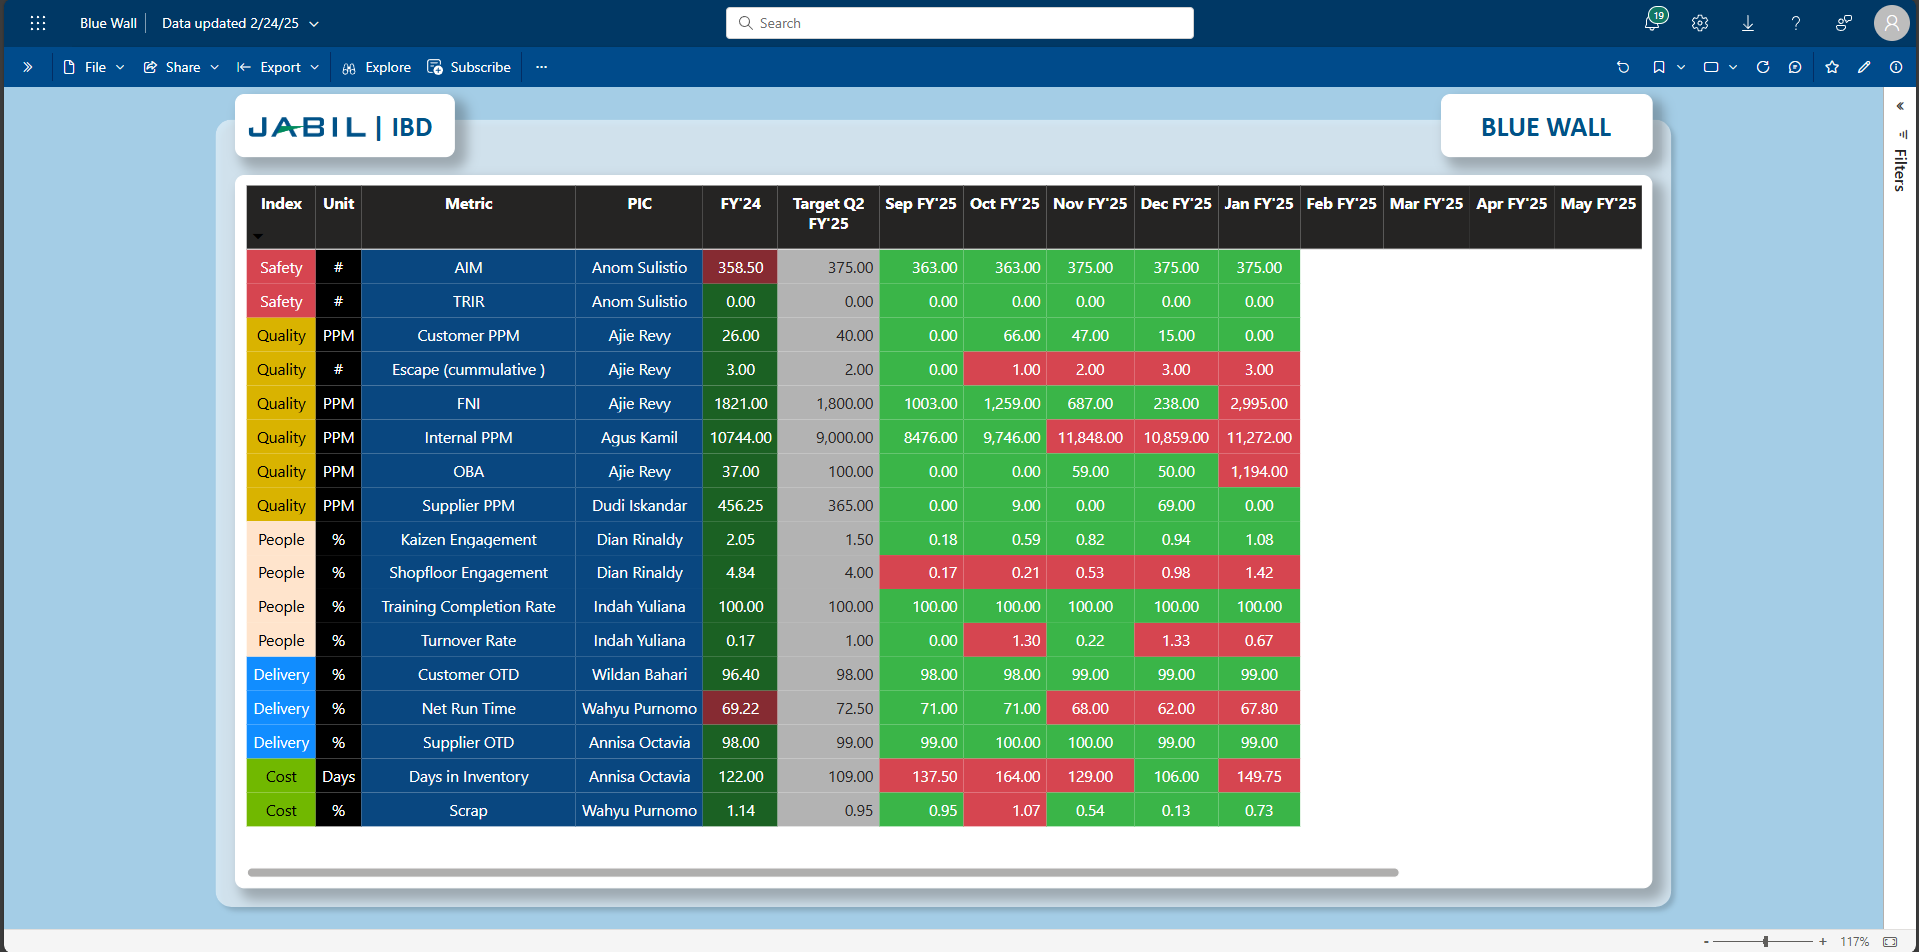 Blue Wall | Data updated 2/24/25
Search
19
File Share Export Explore Subscribe ...
JABIL | IBD
BLUE WALL
Filters
Index Unit Metric PIC FY'24 Target Q2 FY'25 Sep FY'25 Oct FY'25 Nov FY'25 Dec FY'25 Jan FY'25 Feb FY'25 Mar FY'25 Apr FY'25 May FY'25
Safety # AIM Anom Sulistio 358.50 375.00 363.00 363.00 375.00 375.00 375.00
Safety # TRIR Anom Sulistio 0.00 0.00 0.00 0.00 0.00 0.00 0.00
Quality PPM Customer PPM Ajie Revy 26.00 40.00 0.00 66.00 47.00 15.00 0.00
Quality # Escape (cummulative ) Ajie Revy 3.00 2.00 0.00 1.00 2.00 3.00 3.00
Quality PPM FNI Ajie Revy 1821.00 1,800.00 1003.00 1,259.00 687.00 238.00 2,995.00
Quality PPM Internal PPM Agus Kamil 10744.00 9,000.00 8476.00 9,746.00 11,848.00 10,859.00 11,272.00
Quality PPM OBA Ajie Revy 37.00 100.00 0.00 0.00 59.00 50.00 1,194.00
Quality PPM Supplier PPM Dudi Iskandar 456.25 365.00 0.00 9.00 0.00 69.00 0.00
People % Kaizen Engagement Dian Rinaldy 2.05 1.50 0.18 0.59 0.82 0.94 1.08
People % Shopfloor Engagement Dian Rinaldy 4.84 4.00 0.17 0.21 0.53 0.98 1.42
People % Training Completion Rate Indah Yuliana 100.00 100.00 100.00 100.00 100.00 100.00 100.00
People % Turnover Rate Indah Yuliana 0.17 1.00 0.00 1.30 0.22 1.33 0.67
Delivery % Customer OTD Wildan Bahari 96.40 98.00 98.00 98.00 99.00 99.00 99.00
Delivery % Net Run Time Wahyu Purnomo 69.22 72.50 71.00 71.00 68.00 62.00 67.80
Delivery % Supplier OTD Annisa Octavia 98.00 99.00 99.00 100.00 100.00 99.00 99.00
Cost Days Days in Inventory Annisa Octavia 122.00 109.00 137.50 164.00 129.00 106.00 149.75
Cost % Scrap Wahyu Purnomo 1.14 0.95 0.95 1.07 0.54 0.13 0.73
- + 117%